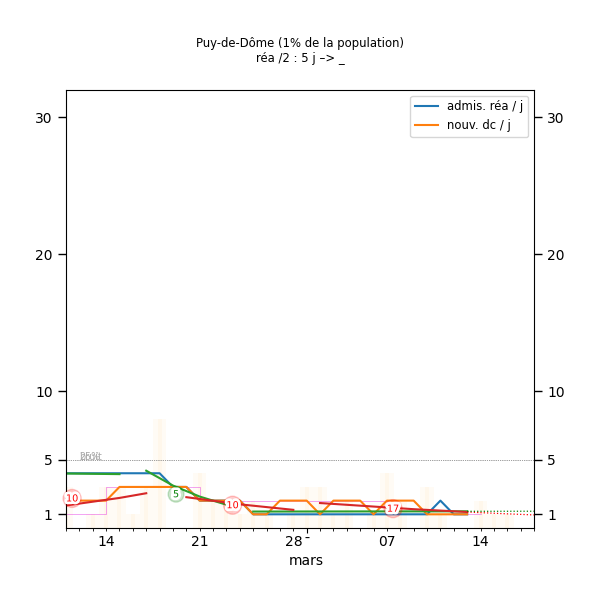 Puy-de-Dôme (1% de la population)
réa /2 : 5 j –> _
admis. réa / j
nouv. dc / j
30 30
20 20
10 10
5 5
1 1
10 5 10 17
14 21 28 07 14
mars